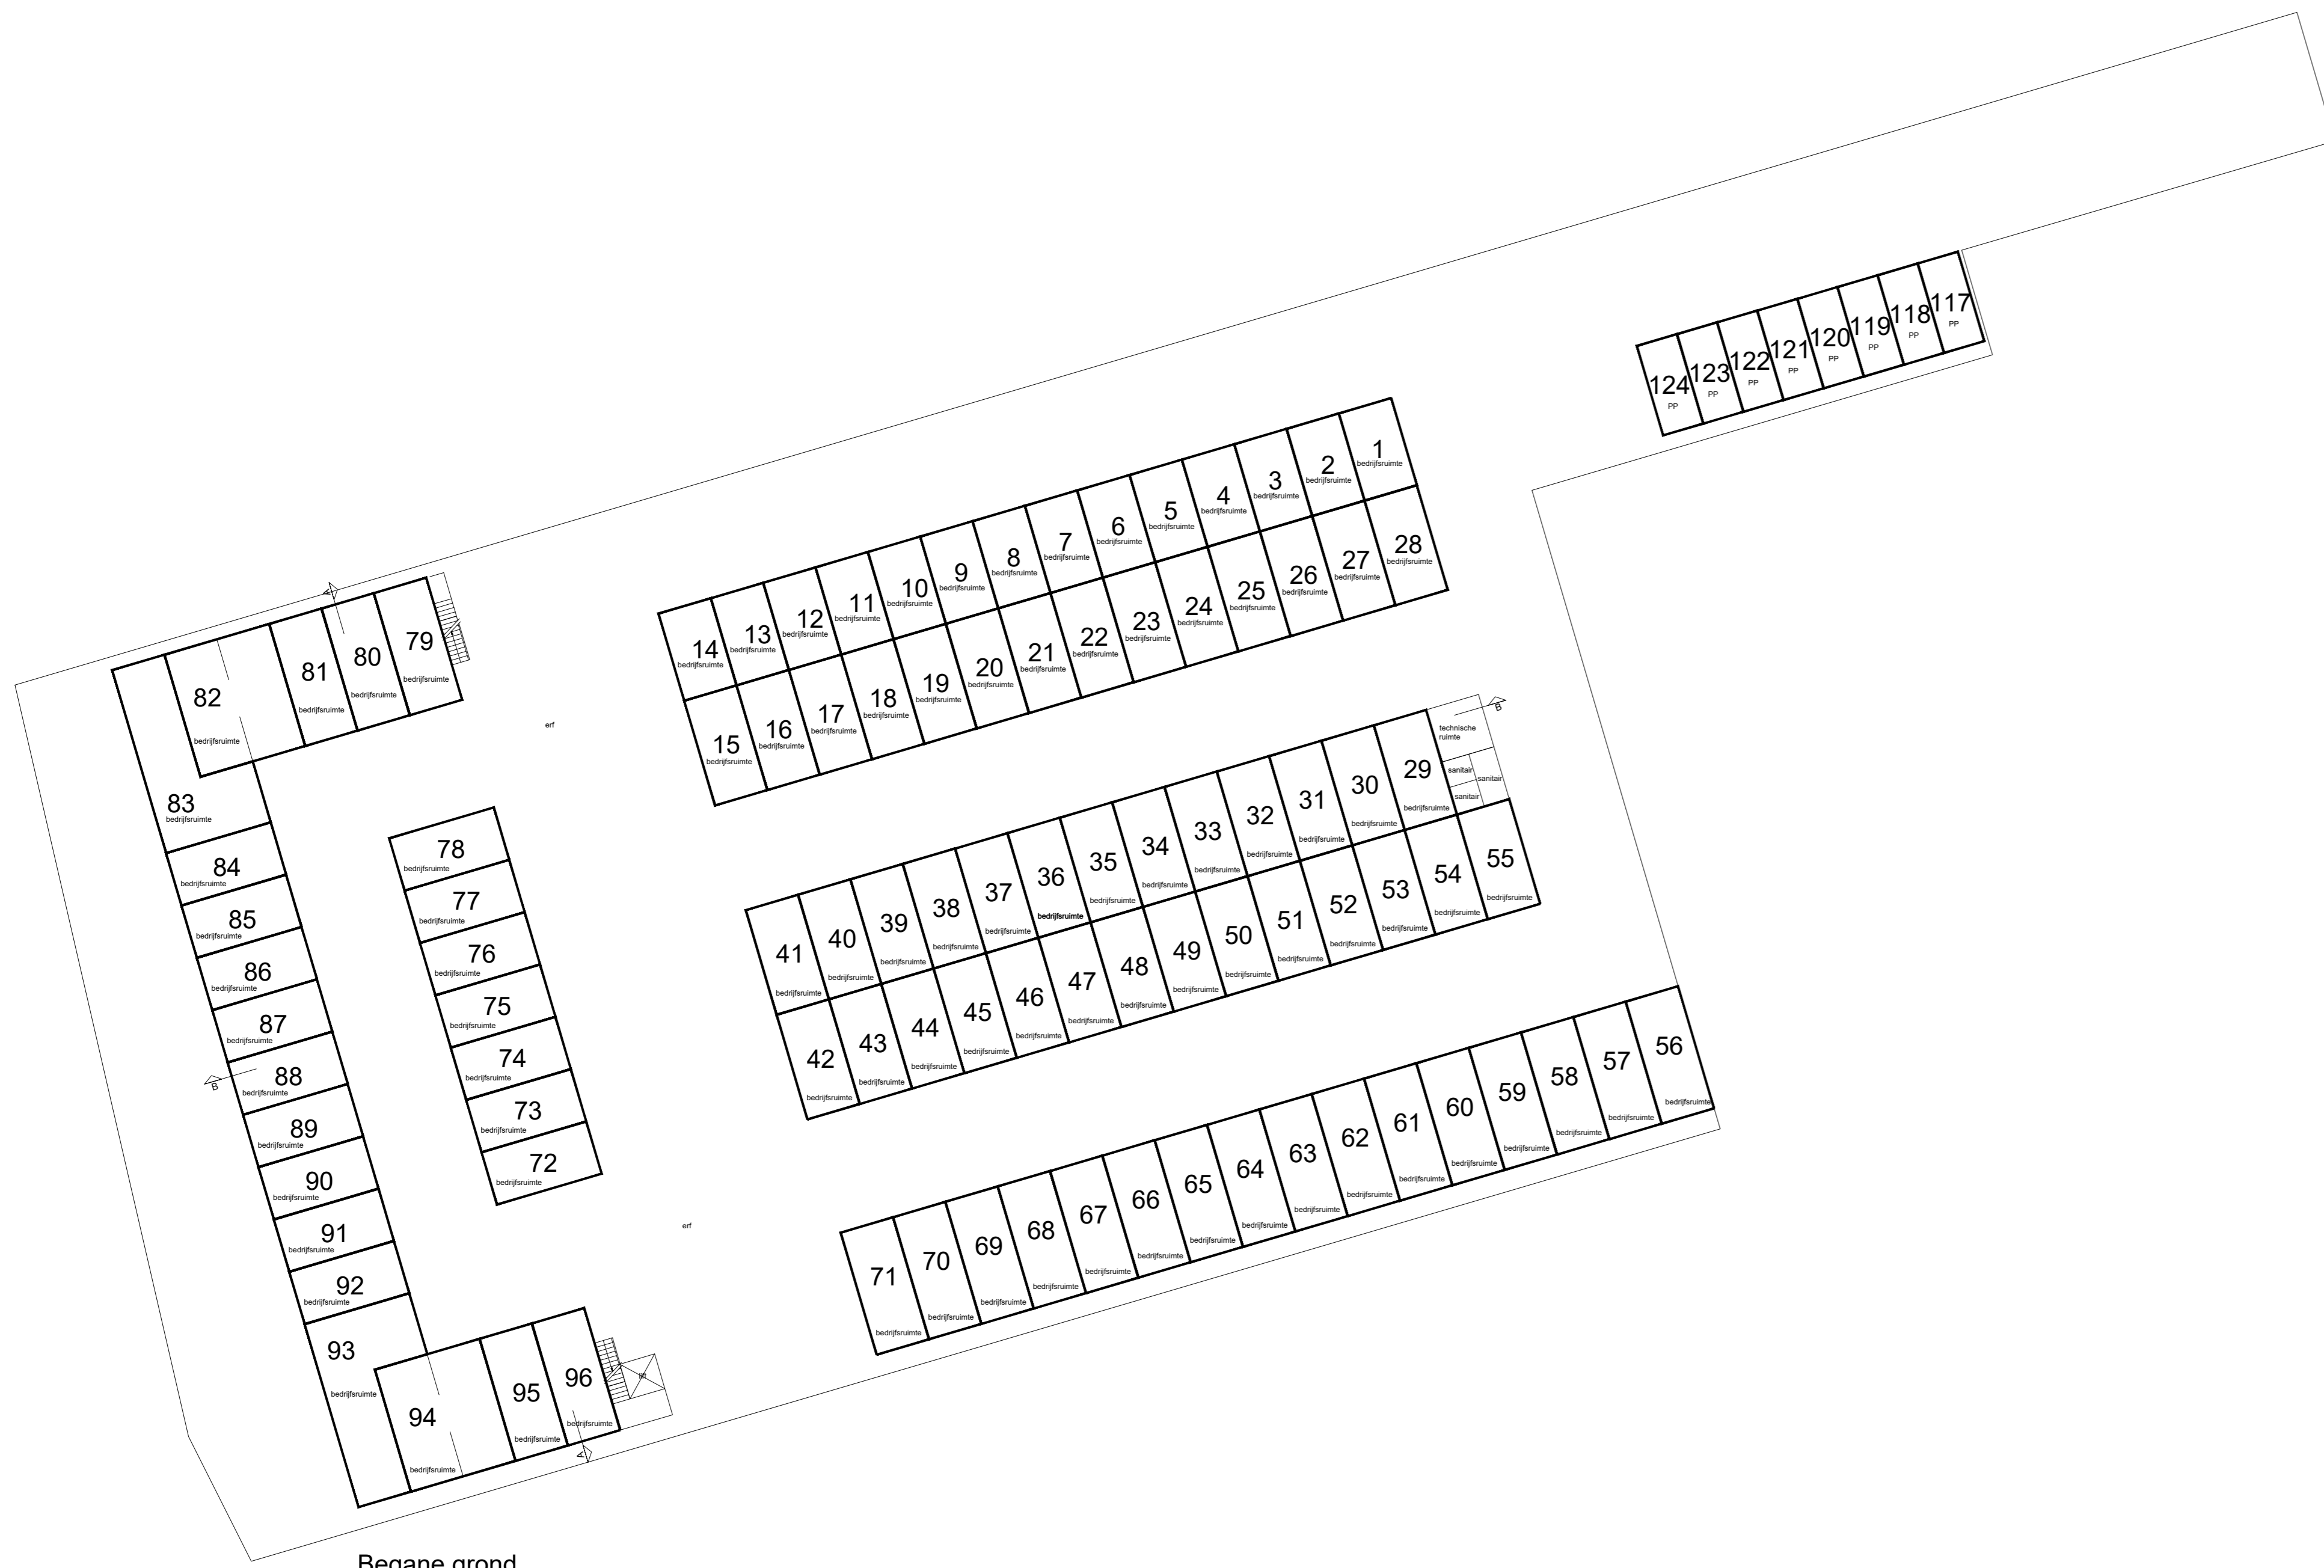 117
PP
118
PP
119
PP
120
PP
121
PP
122
PP
123
PP
124
PP
1
bedrijfsruimte
2
bedrijfsruimte
3
bedrijfsruimte
4
bedrijfsruimte
5
bedrijfsruimte
6
bedrijfsruimte
7
bedrijfsruimte
8
bedrijfsruimte
9
bedrijfsruimte
10
bedrijfsruimte
11
bedrijfsruimte
12
bedrijfsruimte
13
bedrijfsruimte
14
bedrijfsruimte
15
bedrijfsruimte
16
bedrijfsruimte
17
bedrijfsruimte
18
bedrijfsruimte
19
bedrijfsruimte
20
bedrijfsruimte
21
bedrijfsruimte
22
bedrijfsruimte
23
bedrijfsruimte
24
bedrijfsruimte
25
bedrijfsruimte
26
bedrijfsruimte
27
bedrijfsruimte
28
bedrijfsruimte
B
technische
ruimte
sanitair
sanitair
sanitair
29
bedrijfsruimte
30
bedrijfsruimte
31
bedrijfsruimte
32
bedrijfsruimte
33
bedrijfsruimte
34
bedrijfsruimte
35
bedrijfsruimte
36
bedrijfsruimte
37
bedrijfsruimte
38
bedrijfsruimte
39
bedrijfsruimte
40
bedrijfsruimte
41
bedrijfsruimte
42
bedrijfsruimte
43
bedrijfsruimte
44
bedrijfsruimte
45
bedrijfsruimte
46
bedrijfsruimte
47
bedrijfsruimte
48
bedrijfsruimte
49
bedrijfsruimte
50
bedrijfsruimte
51
bedrijfsruimte
52
bedrijfsruimte
53
bedrijfsruimte
54
bedrijfsruimte
55
bedrijfsruimte
56
bedrijfsruimte
57
bedrijfsruimte
58
bedrijfsruimte
59
bedrijfsruimte
60
bedrijfsruimte
61
bedrijfsruimte
62
bedrijfsruimte
63
bedrijfsruimte
64
bedrijfsruimte
65
bedrijfsruimte
66
bedrijfsruimte
67
bedrijfsruimte
68
bedrijfsruimte
69
bedrijfsruimte
70
bedrijfsruimte
71
bedrijfsruimte
erf
erf
72
bedrijfsruimte
73
bedrijfsruimte
74
bedrijfsruimte
75
bedrijfsruimte
76
bedrijfsruimte
77
bedrijfsruimte
78
bedrijfsruimte
A
79
bedrijfsruimte
80
bedrijfsruimte
81
bedrijfsruimte
82
bedrijfsruimte
83
bedrijfsruimte
84
bedrijfsruimte
85
bedrijfsruimte
86
bedrijfsruimte
87
bedrijfsruimte
88
bedrijfsruimte
B
89
bedrijfsruimte
90
bedrijfsruimte
91
bedrijfsruimte
92
bedrijfsruimte
93
bedrijfsruimte
94
bedrijfsruimte
95
bedrijfsruimte
96
bedrijfsruimte
A
Begane grond